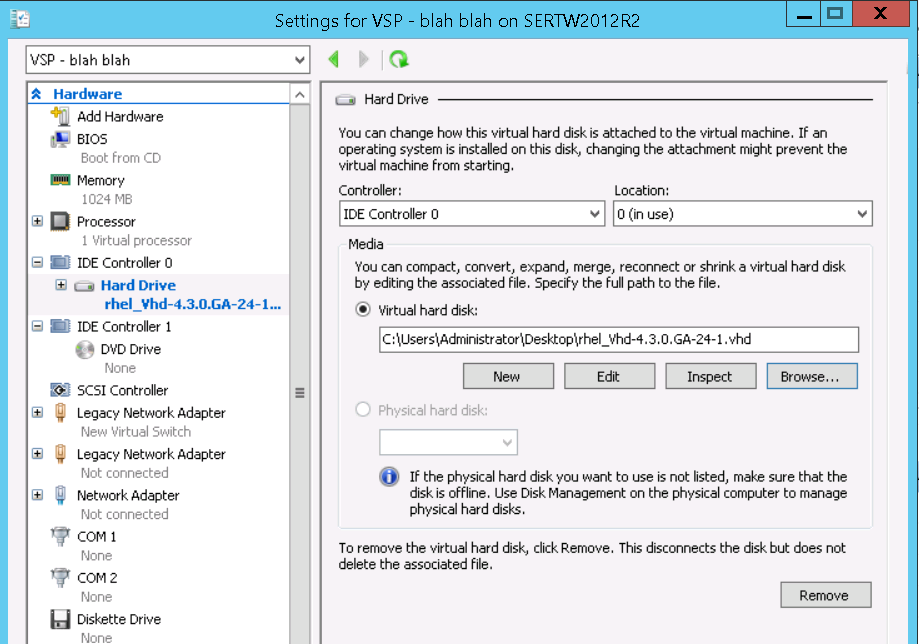 Settings for VSP - blah blah on SERTW2012R2
VSP - blah blah
Hardware
Add Hardware
BIOS
Boot from CD
Memory
1024 MB
Processor
1 Virtual processor
IDE Controller 0
Hard Drive
rhel_Vhd-4.3.0.GA-24-1...
IDE Controller 1
DVD Drive
None
SCSI Controller
Legacy Network Adapter
New Virtual Switch
Legacy Network Adapter
Not connected
Network Adapter
Not connected
COM 1
None
COM 2
None
Diskette Drive
None
Hard Drive
You can change how this virtual hard disk is attached to the virtual machine. If an
operating system is installed on this disk, changing the attachment might prevent the
virtual machine from starting.
Controller:
Location:
IDE Controller 0
0 (in use)
Media
You can compact, convert, expand, merge, reconnect or shrink a virtual hard disk
by editing the associated file. Specify the full path to the file.
Virtual hard disk:
C:\Users\Administrator\Desktop\rhel_Vhd-4.3.0.GA-24-1.vhd
New
Edit
Inspect
Browse...
Physical hard disk:
If the physical hard disk you want to use is not listed, make sure that the
disk is offline. Use Disk Management on the physical computer to manage
physical hard disks.
To remove the virtual hard disk, click Remove. This disconnects the disk but does not
delete the associated file.
Remove